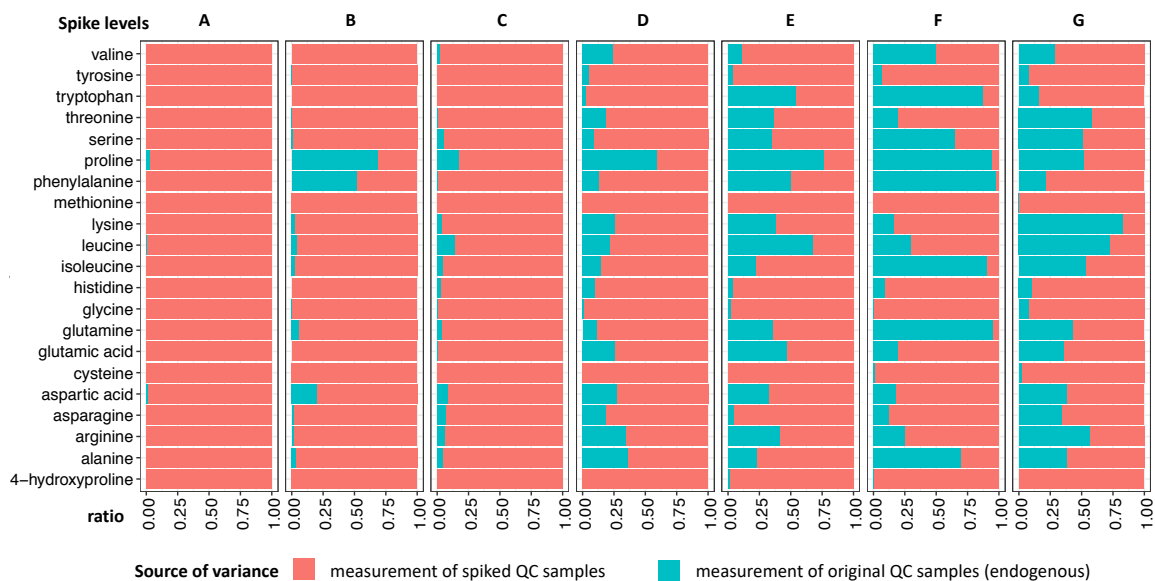 Spike levels A B C D E F G
valine
tyrosine
tryptophan
threonine
serine
proline
phenylalanine
methionine
lysine
leucine
isoleucine
histidine
glycine
glutamine
glutamic acid
cysteine
aspartic acid
asparagine
arginine
alanine
4−hydroxyproline
ratio 0.00 0.25 0.50 0.75 1.00 0.00 0.25 0.50 0.75 1.00 0.00 0.25 0.50 0.75 1.00 0.00 0.25 0.50 0.75 1.00 0.00 0.25 0.50 0.75 1.00 0.00 0.25 0.50 0.75 1.00 0.00 0.25 0.50 0.75 1.00
Source of variance measurement of spiked QC samples measurement of original QC samples (endogenous)